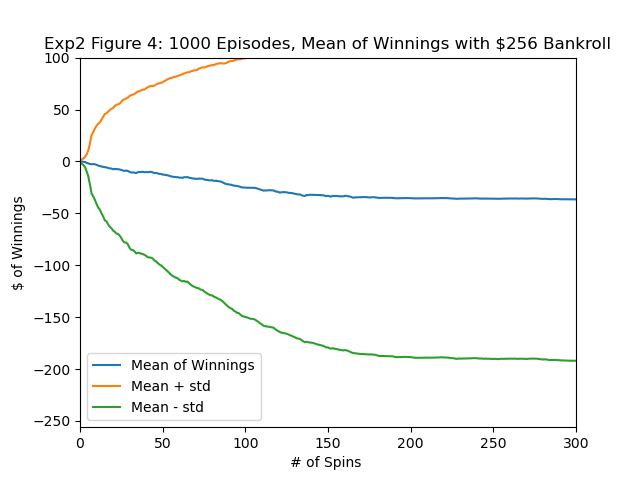 Exp2 Figure 4: 1000 Episodes, Mean of Winnings with $256 Bankroll
100
50
0
−50
−100
−150
−200
−250
$ of Winnings
Mean of Winnings
Mean + std
Mean - std
0 50 100 150 200 250 300
# of Spins